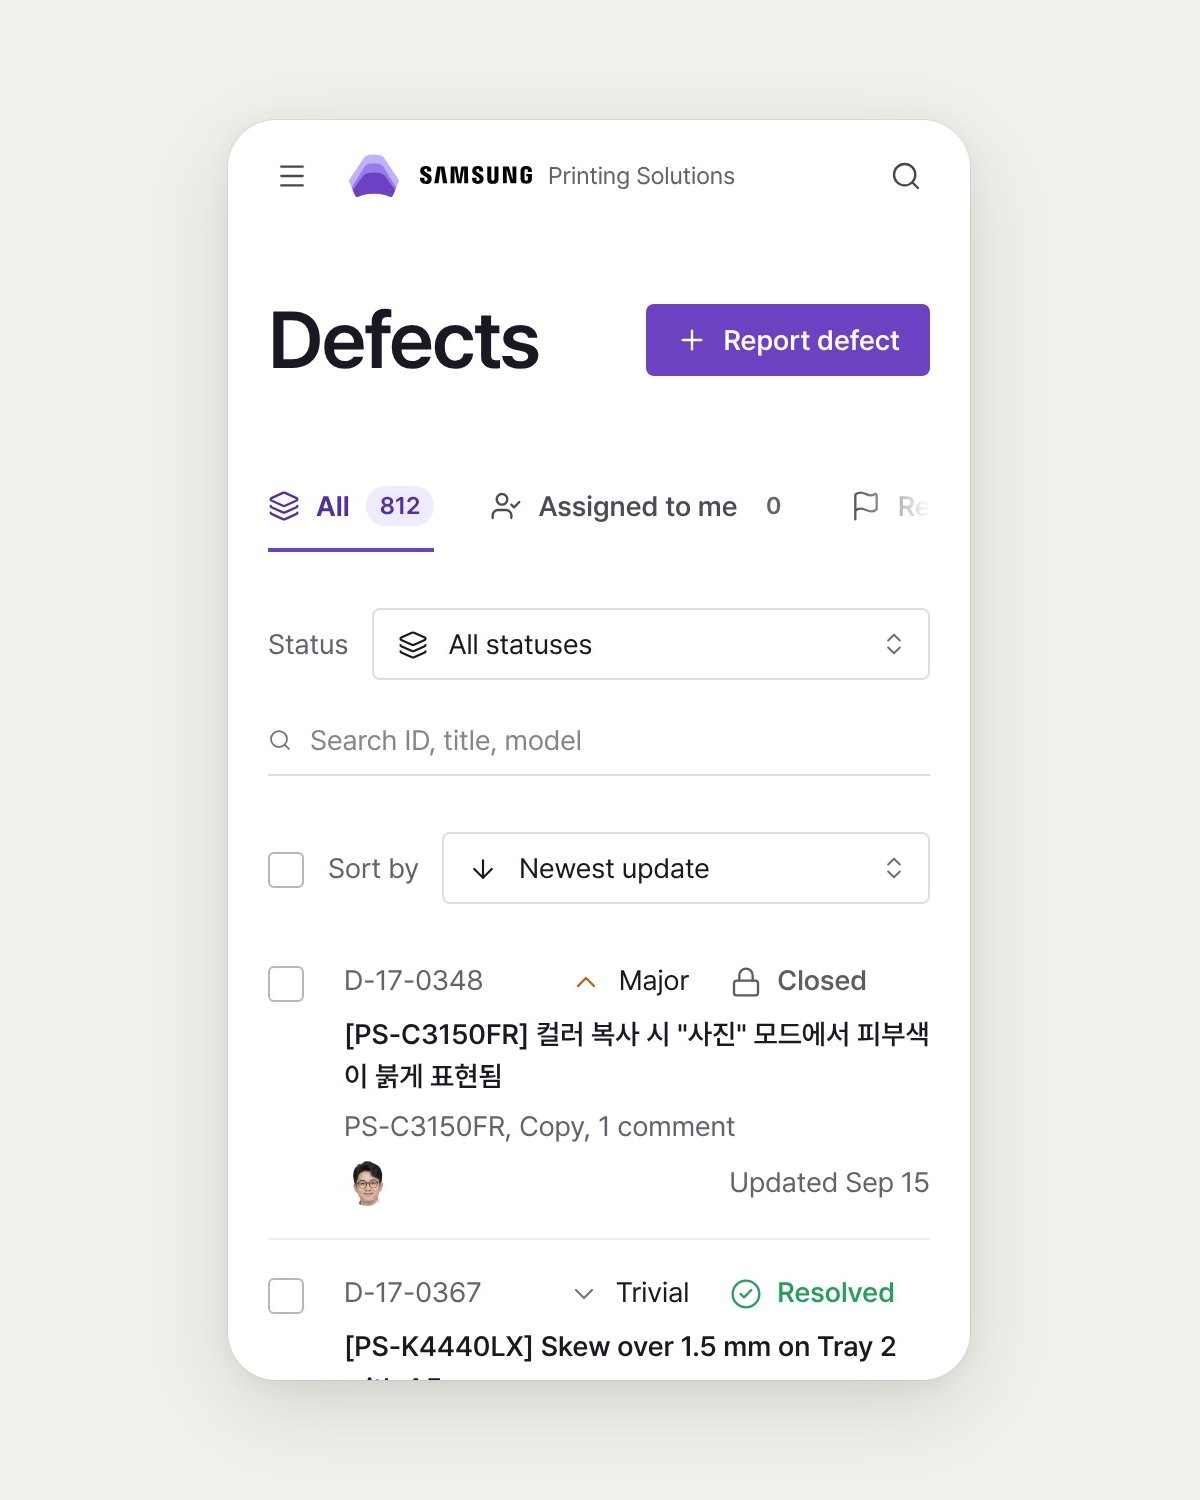 SAMSUNG Printing Solutions
Defects
Report defect
All 812
Assigned to me 0
Status
All statuses
Search ID, title, model
Sort by
Newest update
D-17-0348 Major Closed
[PS-C3150FR] 컬러 복사 시 "사진" 모드에서 피부색
이 붉게 표현됨
PS-C3150FR, Copy, 1 comment
Updated Sep 15
D-17-0367 Trivial Resolved
[PS-K4440LX] Skew over 1.5 mm on Tray 2